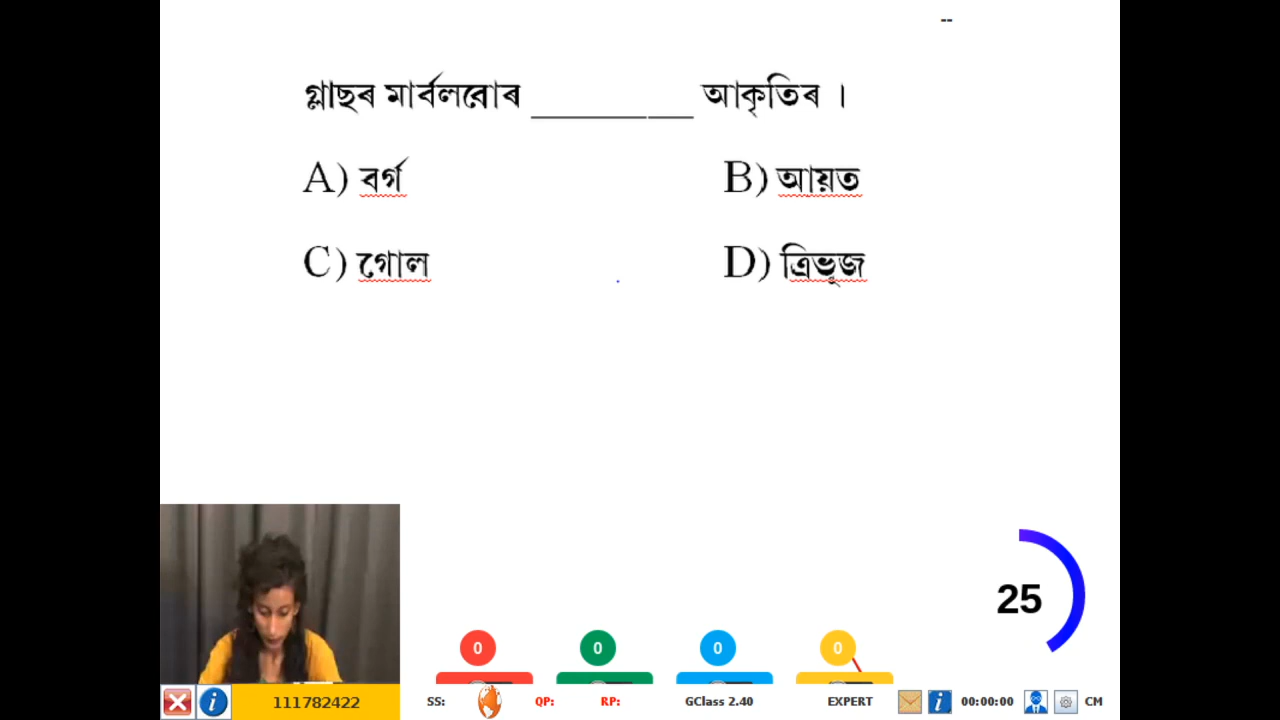 --
গ্লাছৰ মাৰ্বলবোৰ ____________ আকৃতিৰ ।
A) বৰ্গ B) আয়ত
C) গোল D) ত্ৰিভূজ
25
0 0 0 0
111782422 SS: QP: RP: GClass 2.40 EXPERT 00:00:00 CM